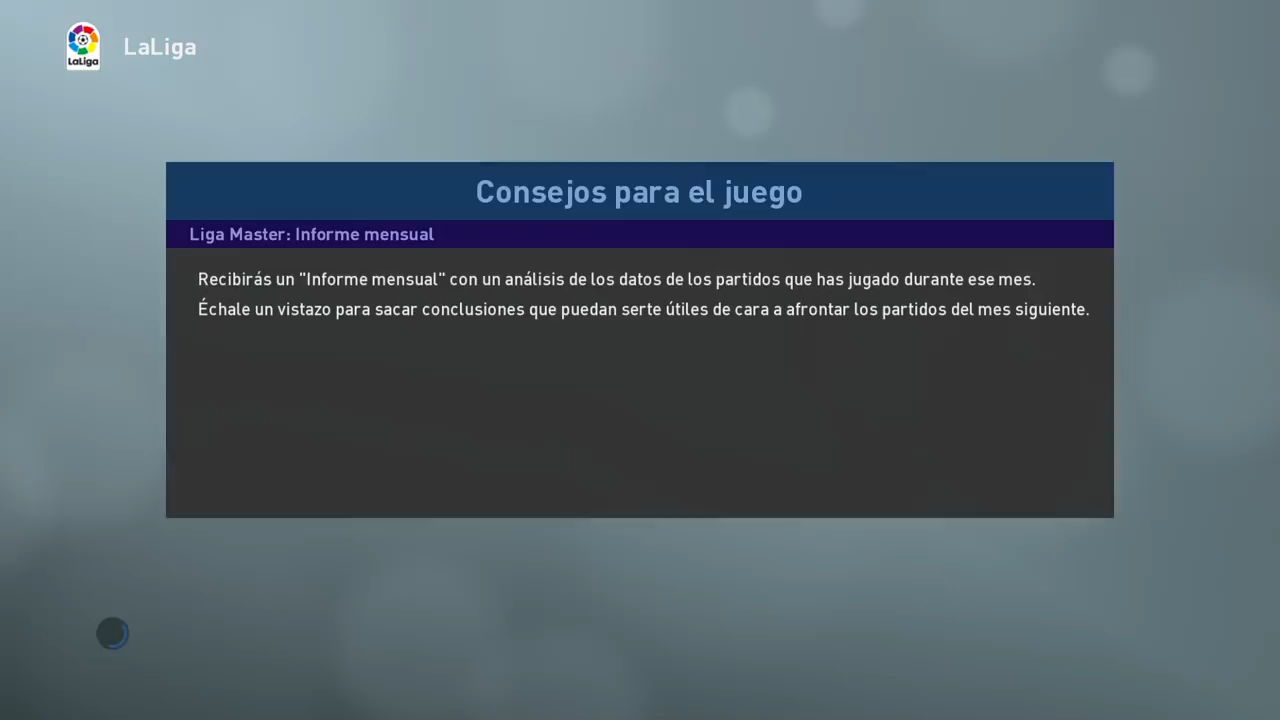 LaLiga
LaLiga
Consejos para el juego
Liga Master: Informe mensual
Recibirás un "Informe mensual" con un análisis de los datos de los partidos que has jugado durante ese mes.
Échale un vistazo para sacar conclusiones que puedan serte útiles de cara a afrontar los partidos del mes siguiente.